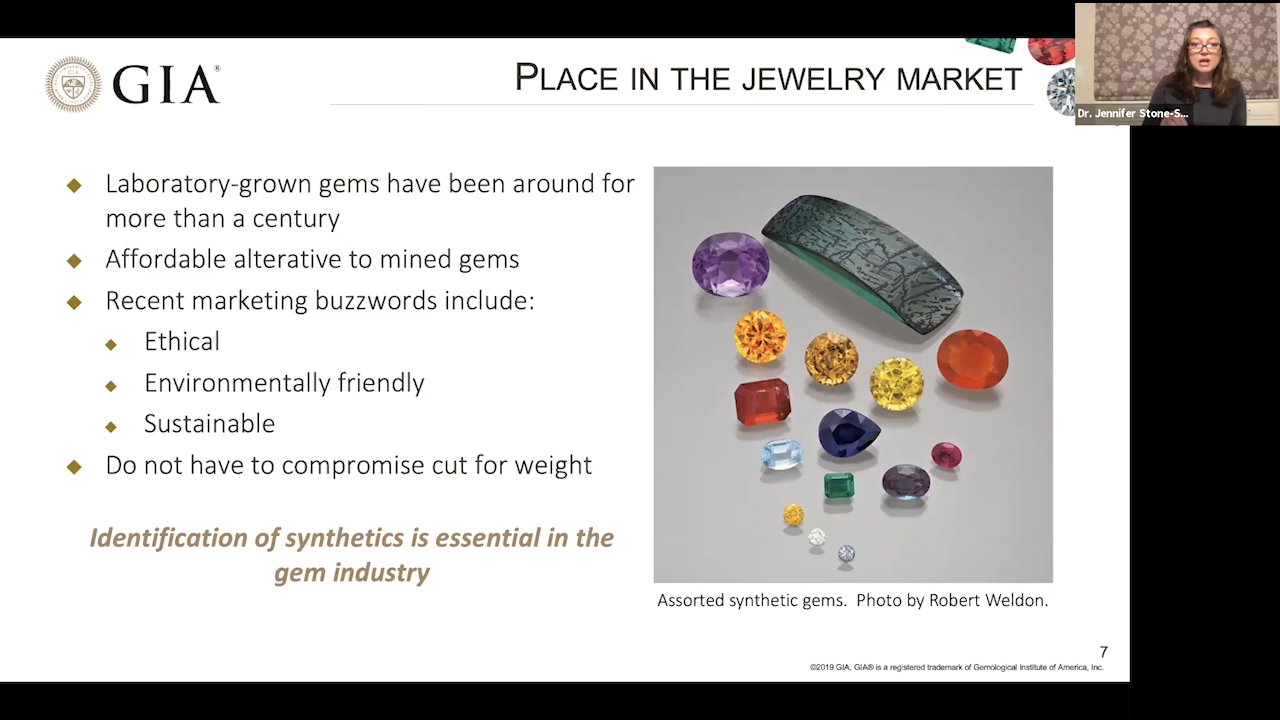 GIA®
PLACE IN THE JEWELRY MARKET
Dr. Jennifer Stone-S...
Laboratory-grown gems have been around for
more than a century
Affordable alterative to mined gems
Recent marketing buzzwords include:
Ethical
Environmentally friendly
Sustainable
Do not have to compromise cut for weight
Identification of synthetics is essential in the
gem industry
Assorted synthetic gems. Photo by Robert Weldon.
7
©2019 GIA. GIA® is a registered trademark of Gemological Institute of America, Inc.